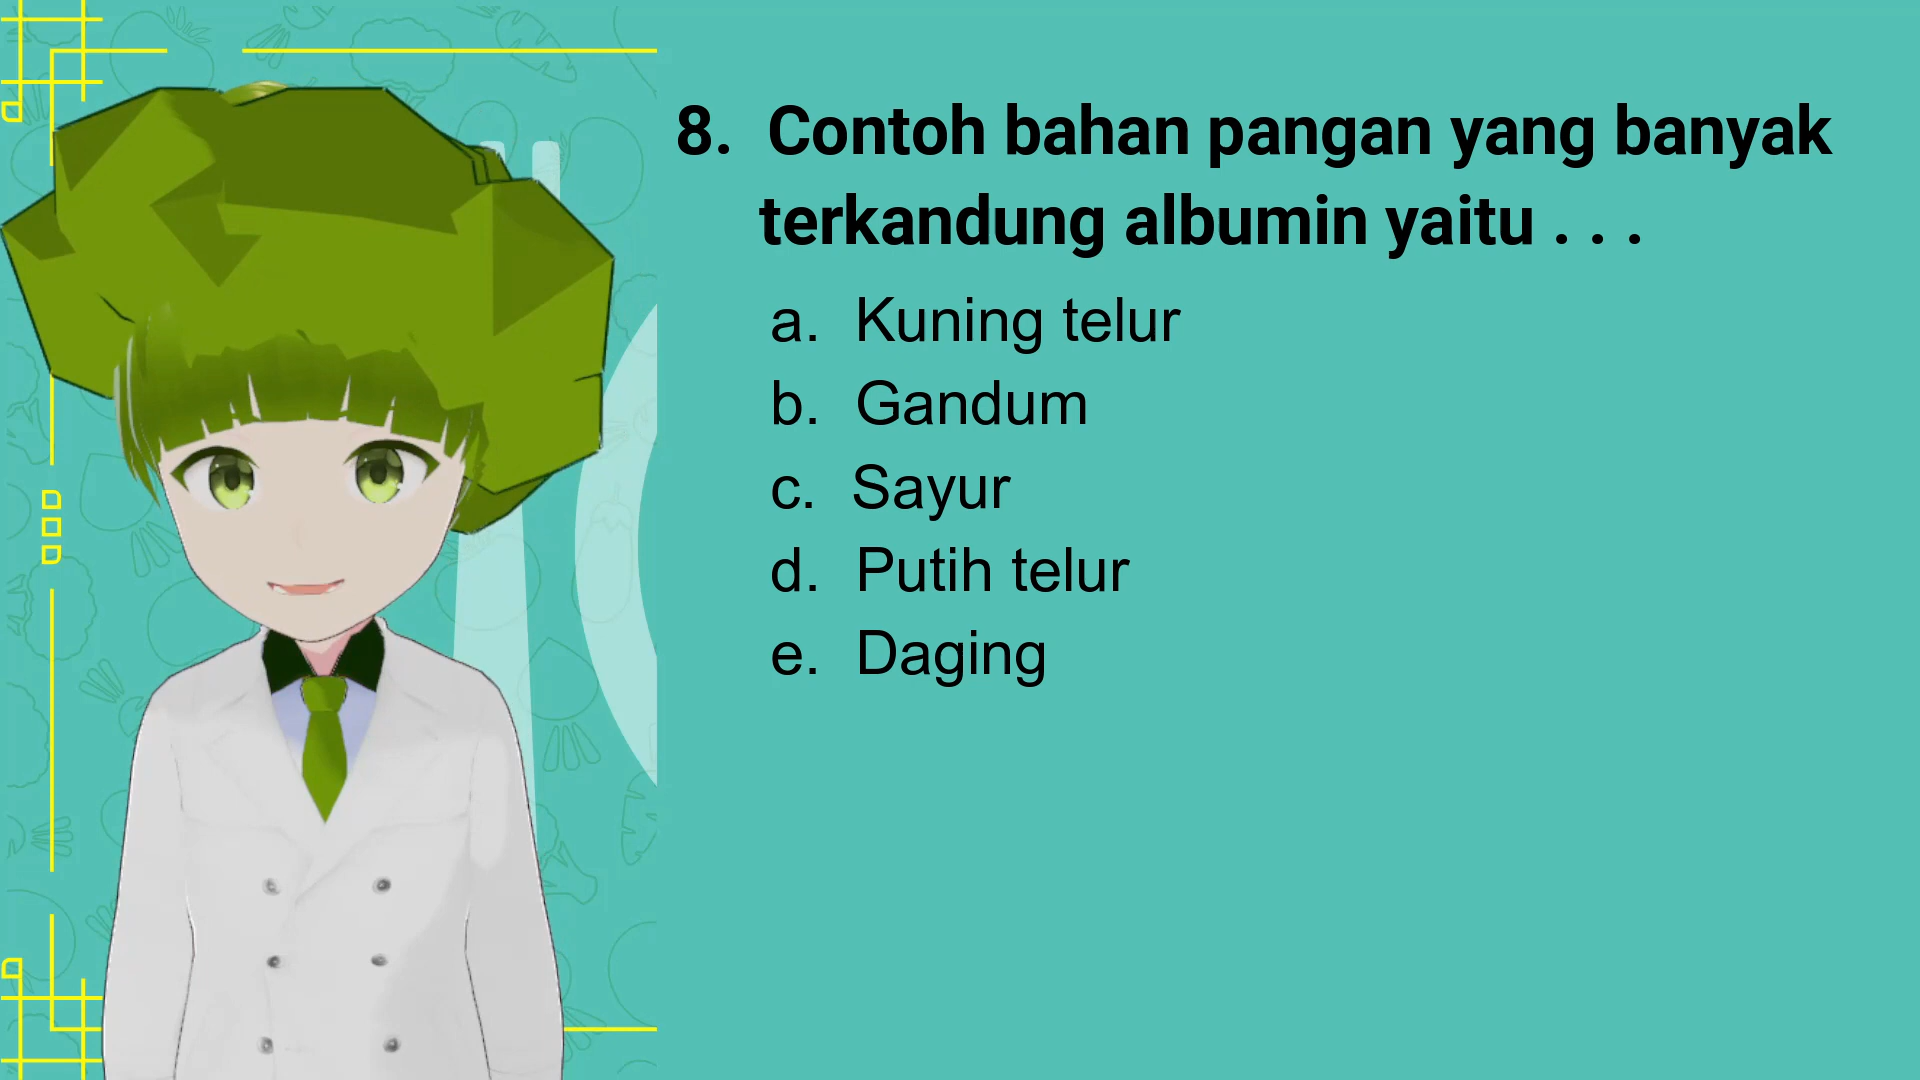 8. Contoh bahan pangan yang banyak
terkandung albumin yaitu . . .
a. Kuning telur
b. Gandum
c. Sayur
d. Putih telur
e. Daging